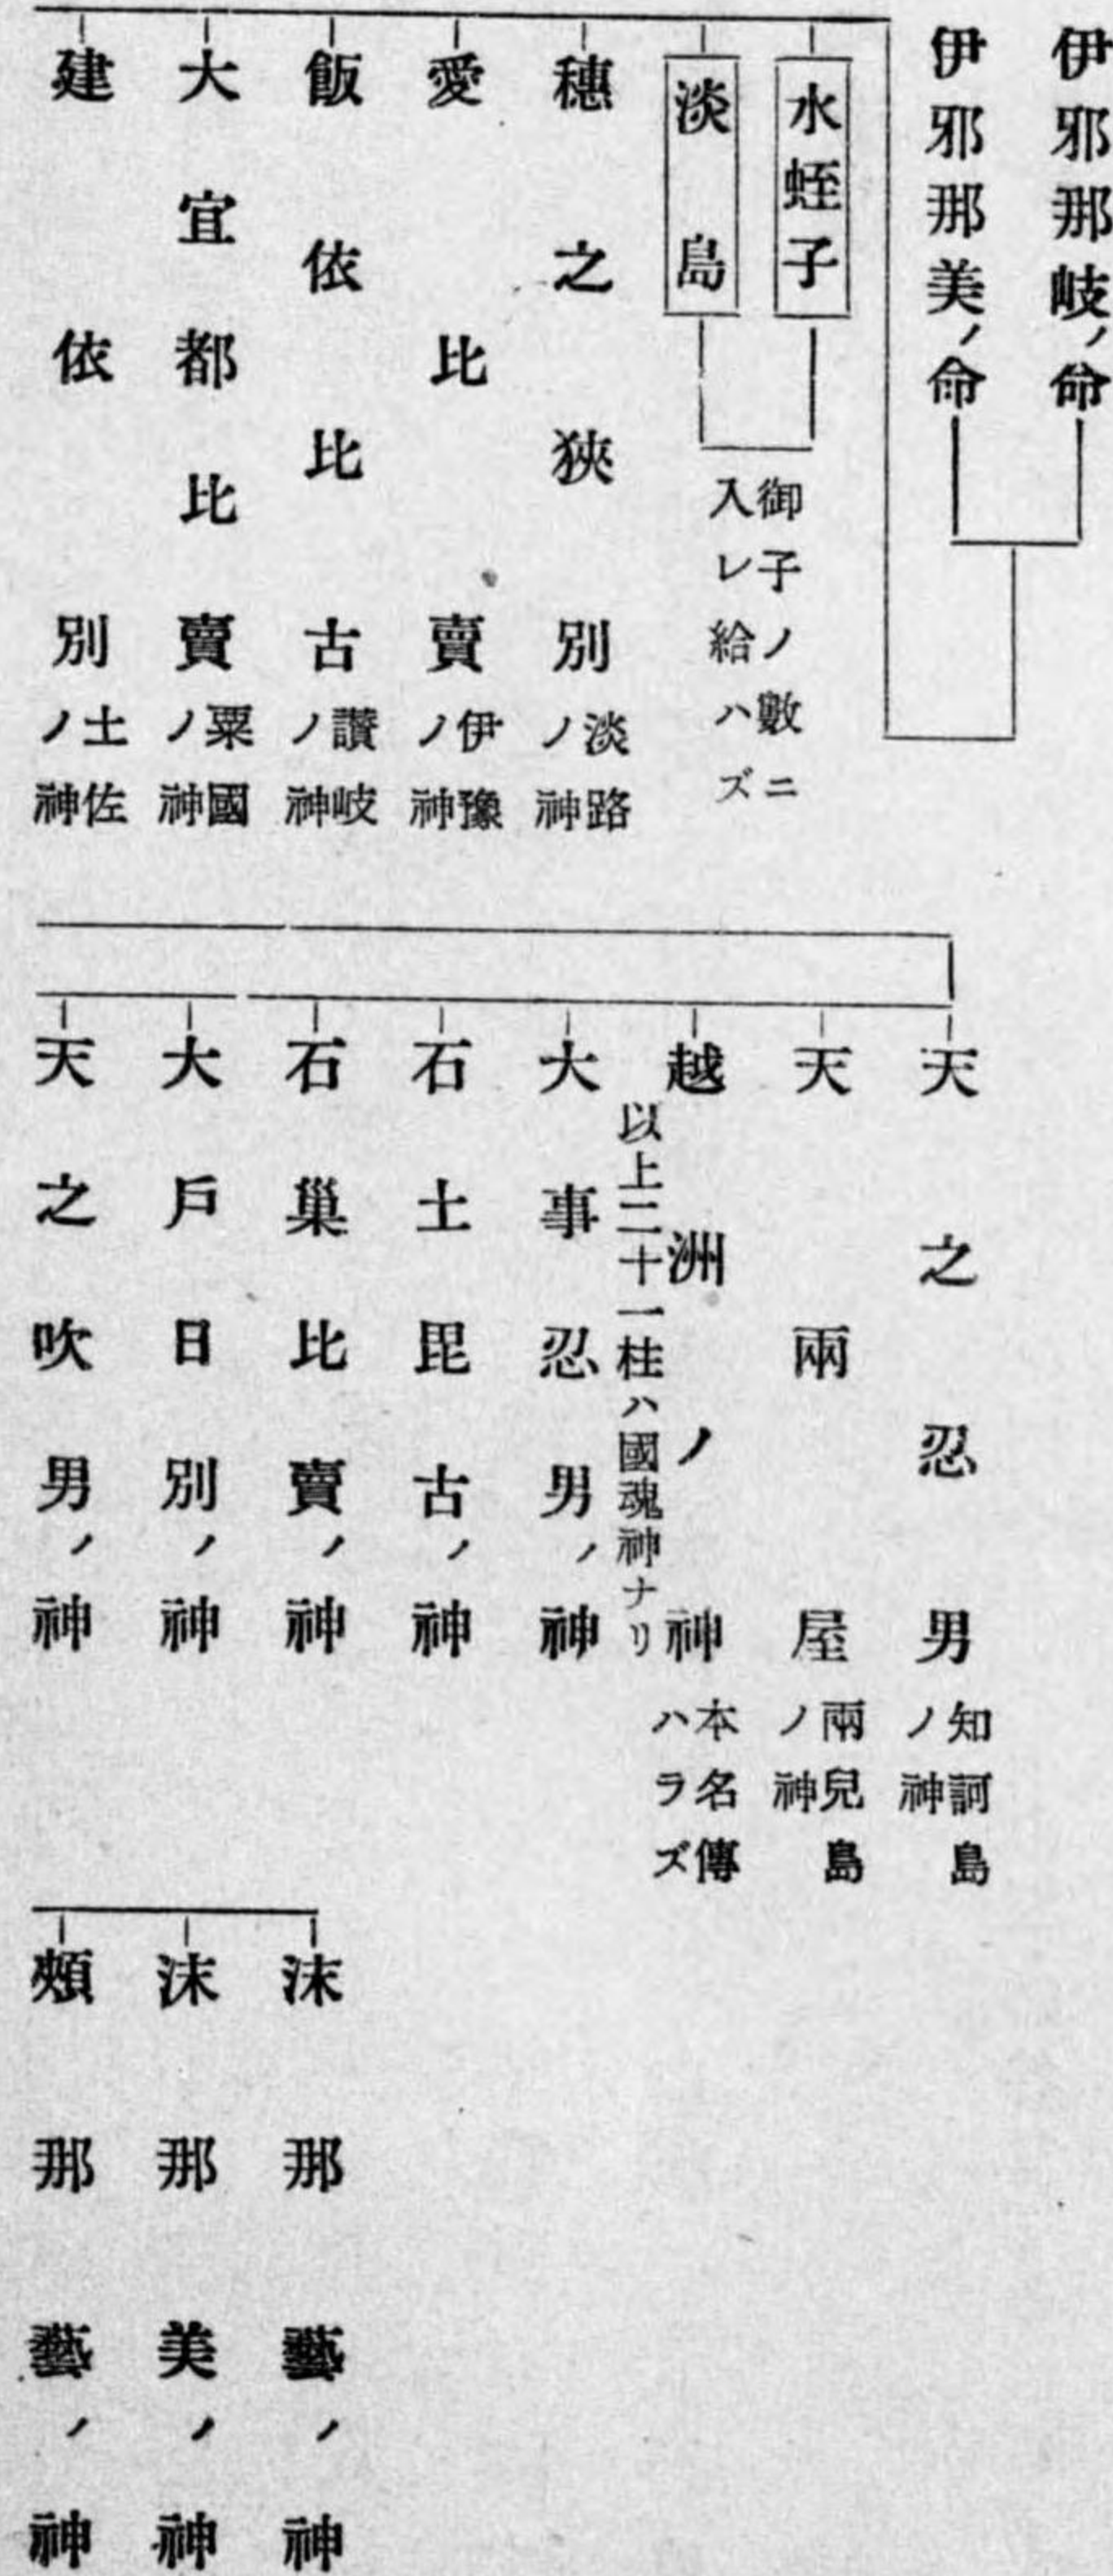 伊邪那岐ノ命
伊邪那美ノ命
水蛭子
淡島
御子ノ數ニ
入レ給ハズ
穗之狹別
淡路
ノ神
愛比賣
伊豫
ノ神
飯依比古
讚岐
ノ神
大宜都比賣
粟國
ノ神
建依別
土佐
ノ神
天之忍男
知訶島
ノ神
天兩屋
兩兒島
ノ神
越洲ノ神
本名傳
ハラズ
以上二十一柱ハ國魂神ナリ
大事忍男ノ神
石土毘古ノ神
石巢比賣ノ神
大戶日別ノ神
天之吹男ノ神
沫那藝ノ神
沫那美ノ神
頰那藝ノ神